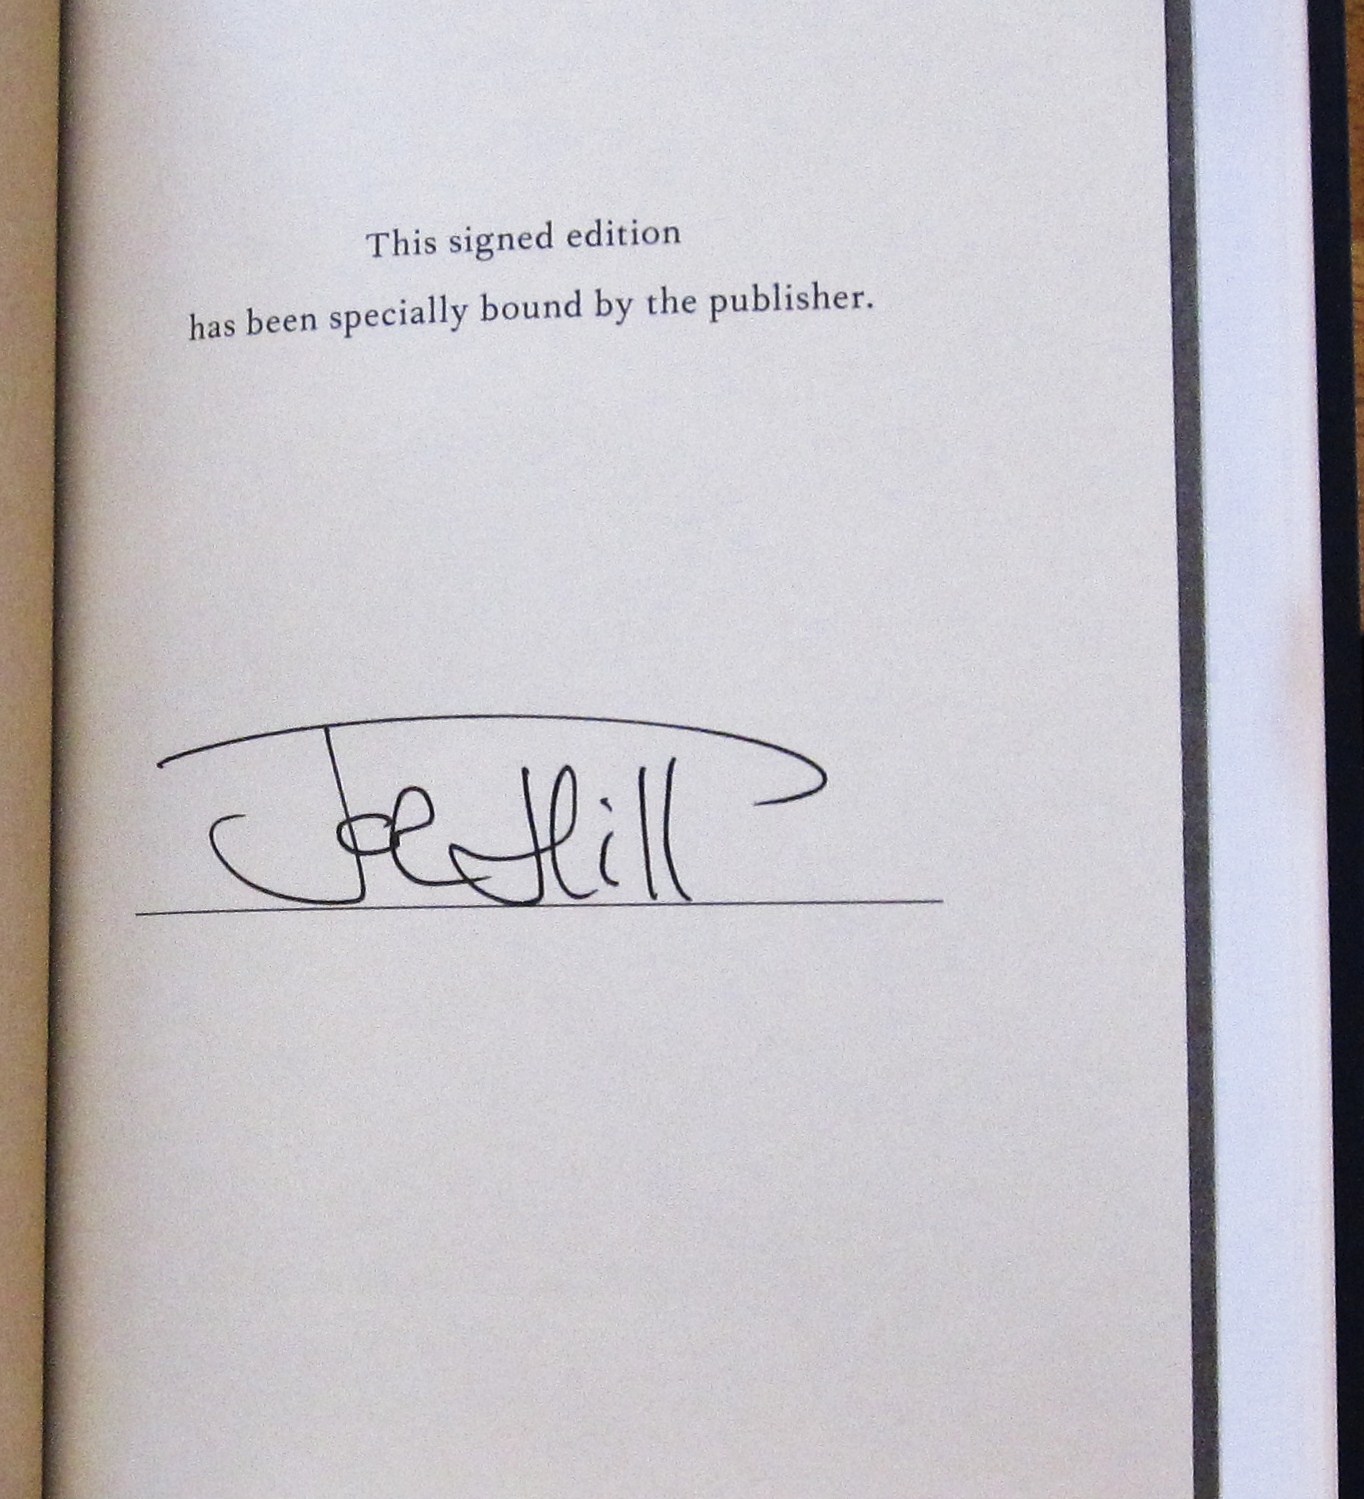 This signed edition
has been specially bound by the publisher.
Joe Hill